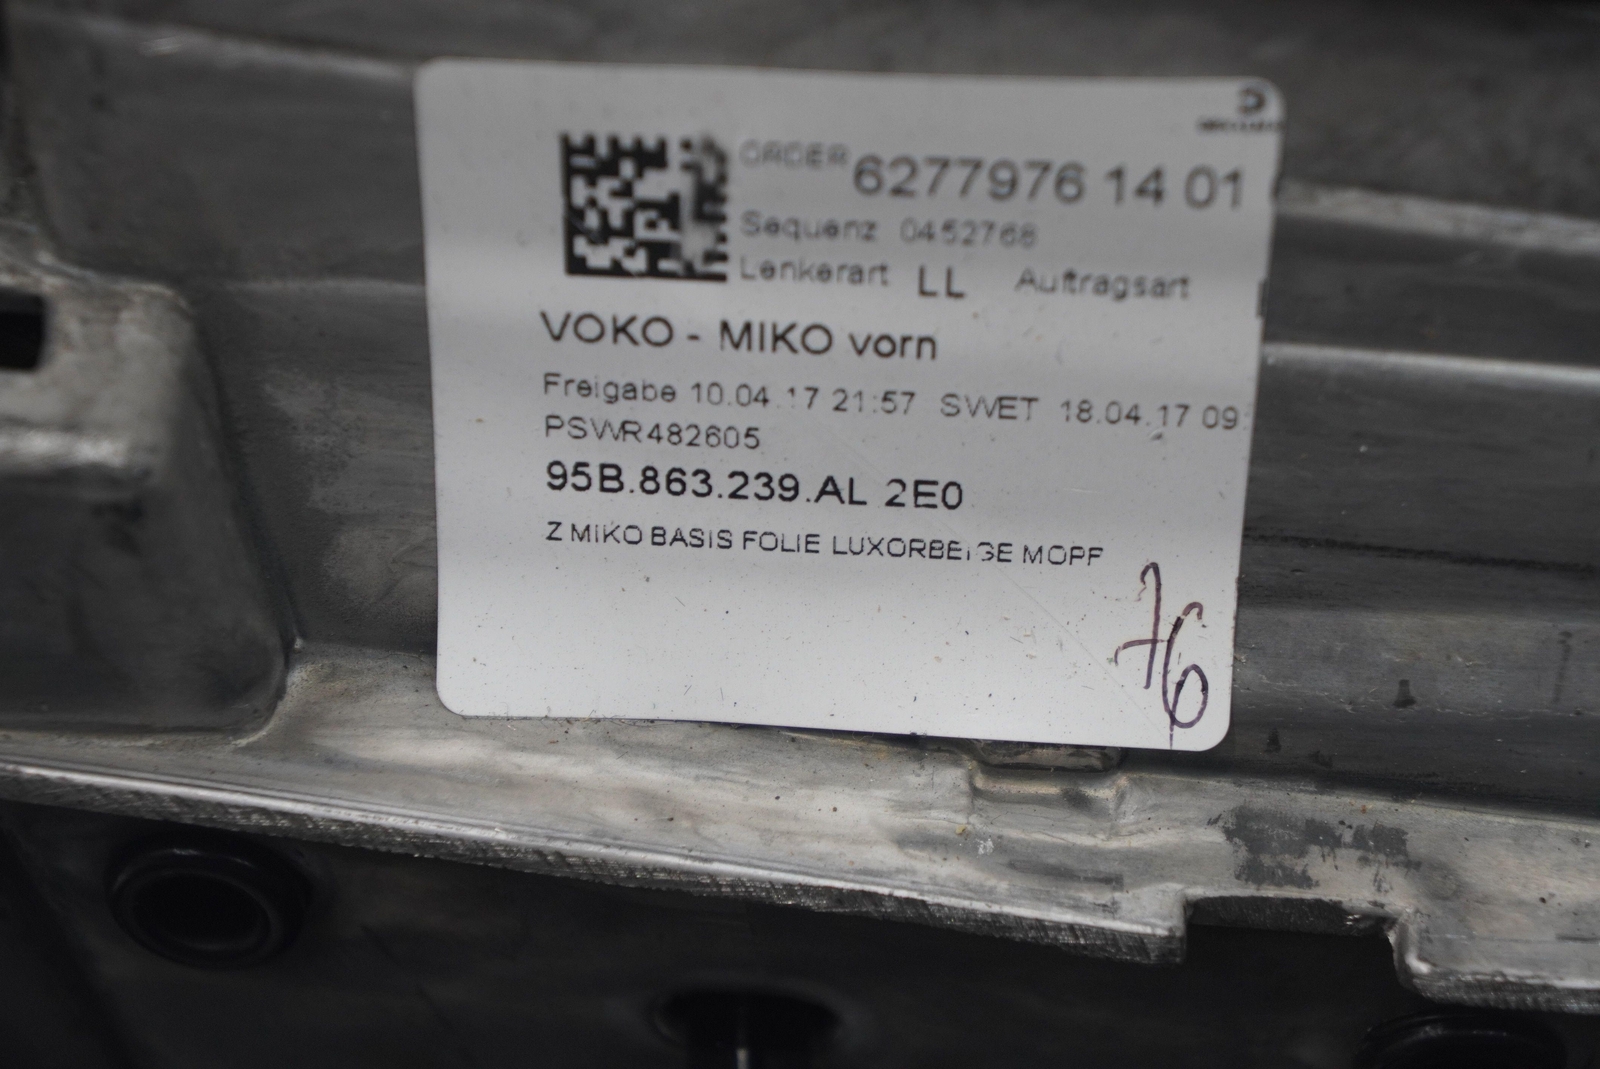 ORDER 6277976 14 01
Sequenz 0452768
Lenkerart LL Auftragsart
VOKO - MIKO vorn
Freigabe 10.04.17 21:57 SWET 18.04.17 09:
PSWR482605
95B.863.239.AL 2E0
Z MIKO BASIS FOLIE LUXORBEIGE MOPF
76